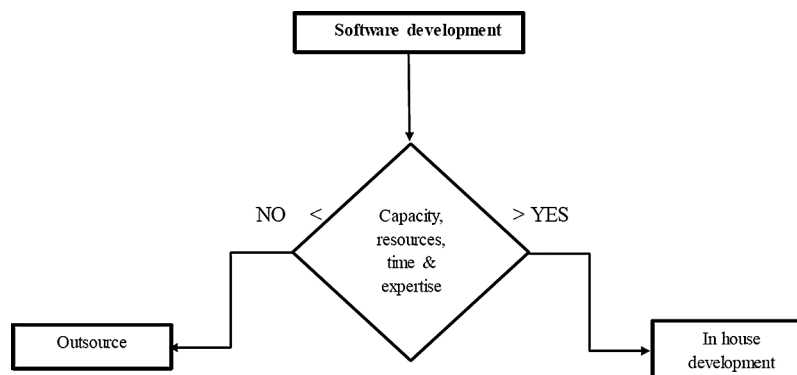 Software development
NO <
> YES
Capacity,
resources,
time &
expertise
Outsource
In house
development